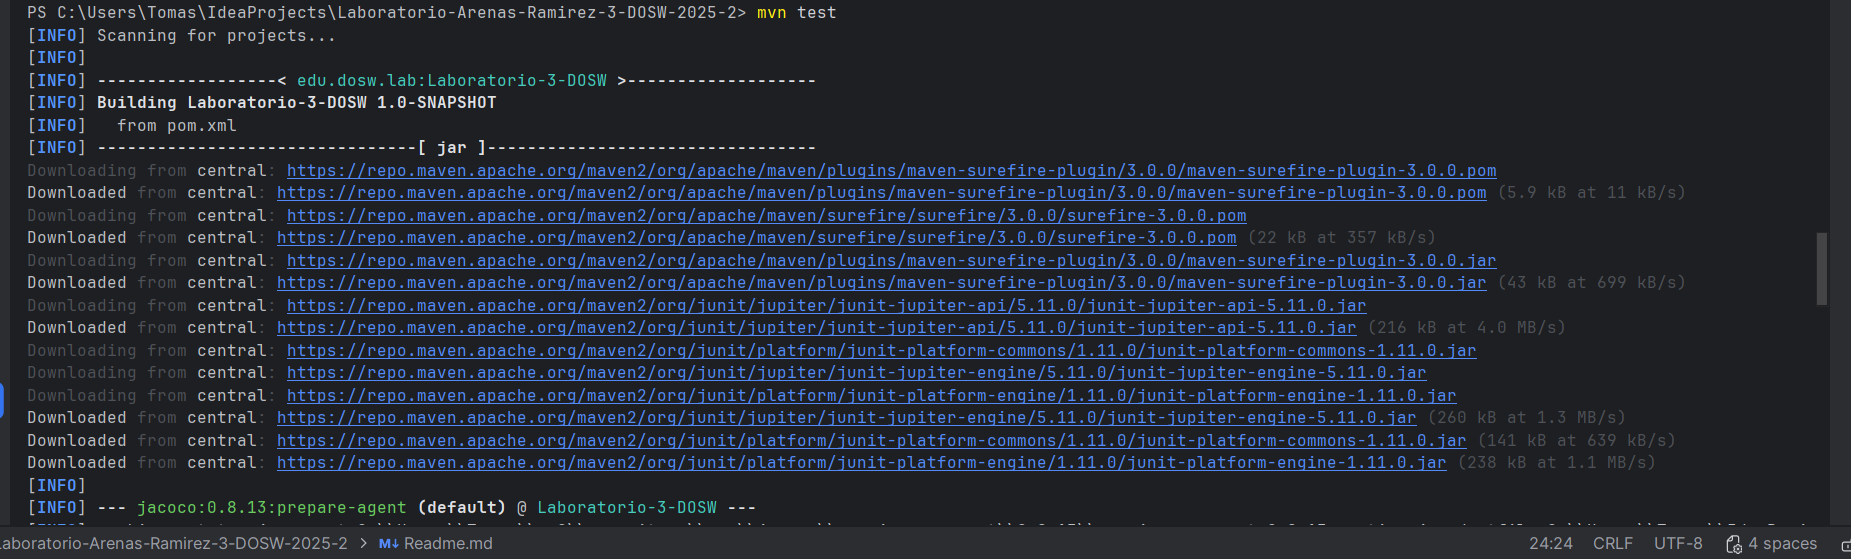 PS C:\Users\Tomas\IdeaProjects\Laboratorio-Arenas-Ramirez-3-DOSW-2025-2> mvn test
[INFO] Scanning for projects...
[INFO]
[INFO] ------------------< edu.dosw.lab:Laboratorio-3-DOSW >-------------------
[INFO] Building Laboratorio-3-DOSW 1.0-SNAPSHOT
[INFO]   from pom.xml
[INFO] --------------------------------[ jar ]---------------------------------
Downloading from central: https://repo.maven.apache.org/maven2/org/apache/maven/plugins/maven-surefire-plugin/3.0.0/maven-surefire-plugin-3.0.0.pom
Downloaded from central: https://repo.maven.apache.org/maven2/org/apache/maven/plugins/maven-surefire-plugin/3.0.0/maven-surefire-plugin-3.0.0.pom (5.9 kB at 11 kB/s)
Downloading from central: https://repo.maven.apache.org/maven2/org/apache/maven/surefire/surefire/3.0.0/surefire-3.0.0.pom
Downloaded from central: https://repo.maven.apache.org/maven2/org/apache/maven/surefire/surefire/3.0.0/surefire-3.0.0.pom (22 kB at 357 kB/s)
Downloading from central: https://repo.maven.apache.org/maven2/org/apache/maven/plugins/maven-surefire-plugin/3.0.0/maven-surefire-plugin-3.0.0.jar
Downloaded from central: https://repo.maven.apache.org/maven2/org/apache/maven/plugins/maven-surefire-plugin/3.0.0/maven-surefire-plugin-3.0.0.jar (43 kB at 699 kB/s)
Downloading from central: https://repo.maven.apache.org/maven2/org/junit/jupiter/junit-jupiter-api/5.11.0/junit-jupiter-api-5.11.0.jar
Downloaded from central: https://repo.maven.apache.org/maven2/org/junit/jupiter/junit-jupiter-api/5.11.0/junit-jupiter-api-5.11.0.jar (216 kB at 4.0 MB/s)
Downloading from central: https://repo.maven.apache.org/maven2/org/junit/platform/junit-platform-commons/1.11.0/junit-platform-commons-1.11.0.jar
Downloading from central: https://repo.maven.apache.org/maven2/org/junit/jupiter/junit-jupiter-engine/5.11.0/junit-jupiter-engine-5.11.0.jar
Downloading from central: https://repo.maven.apache.org/maven2/org/junit/platform/junit-platform-engine/1.11.0/junit-platform-engine-1.11.0.jar
Downloaded from central: https://repo.maven.apache.org/maven2/org/junit/jupiter/junit-jupiter-engine/5.11.0/junit-jupiter-engine-5.11.0.jar (260 kB at 1.3 MB/s)
Downloaded from central: https://repo.maven.apache.org/maven2/org/junit/platform/junit-platform-commons/1.11.0/junit-platform-commons-1.11.0.jar (141 kB at 639 kB/s)
Downloaded from central: https://repo.maven.apache.org/maven2/org/junit/platform/junit-platform-engine/1.11.0/junit-platform-engine-1.11.0.jar (238 kB at 1.1 MB/s)
[INFO]
[INFO] --- jacoco:0.8.13:prepare-agent (default) @ Laboratorio-3-DOSW ---
aboratorio-Arenas-Ramirez-3-DOSW-2025-2 > M↓ Readme.md 24:24 CRLF UTF-8 4 spaces